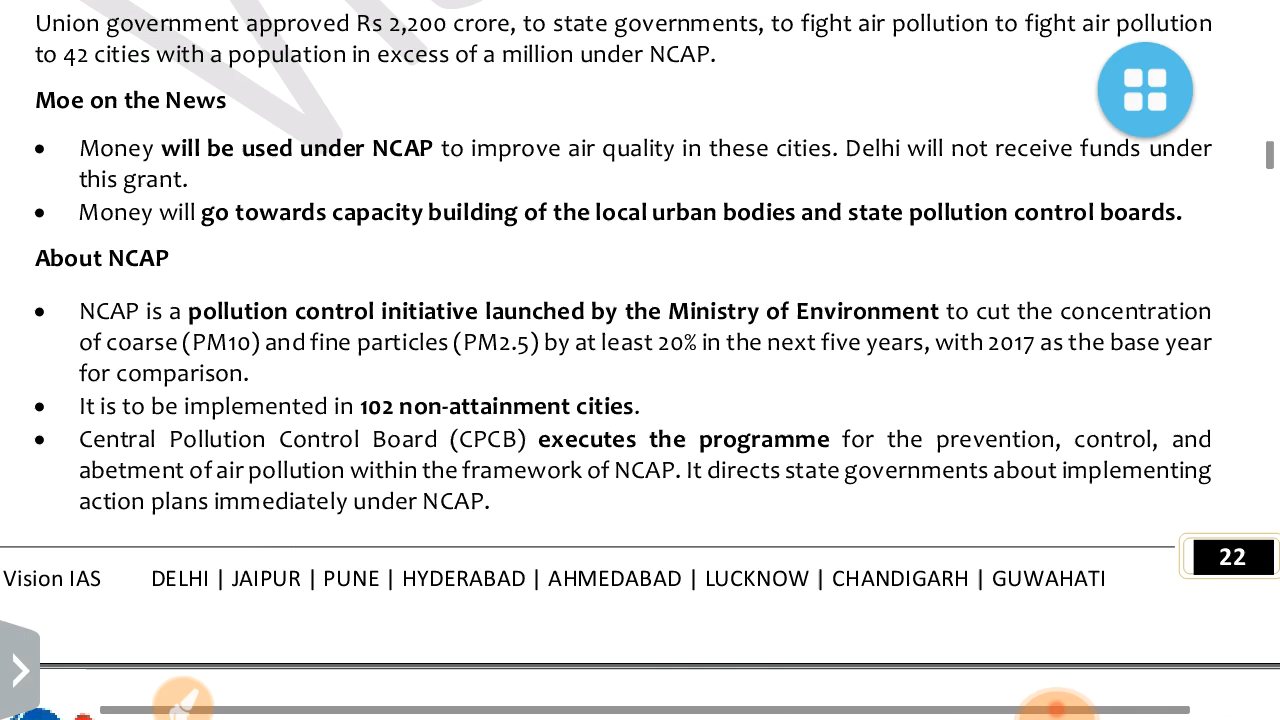 Union government approved Rs 2,200 crore, to state governments, to fight air pollution to fight air pollution
to 42 cities with a population in excess of a million under NCAP.
Moe on the News
• Money will be used under NCAP to improve air quality in these cities. Delhi will not receive funds under
this grant.
• Money will go towards capacity building of the local urban bodies and state pollution control boards.
About NCAP
• NCAP is a pollution control initiative launched by the Ministry of Environment to cut the concentration
of coarse (PM10) and fine particles (PM2.5) by at least 20% in the next five years, with 2017 as the base year
for comparison.
• It is to be implemented in 102 non-attainment cities.
• Central Pollution Control Board (CPCB) executes the programme for the prevention, control, and
abetment of air pollution within the framework of NCAP. It directs state governments about implementing
action plans immediately under NCAP.
22
Vision IAS DELHI | JAIPUR | PUNE | HYDERABAD | AHMEDABAD | LUCKNOW | CHANDIGARH | GUWAHATI